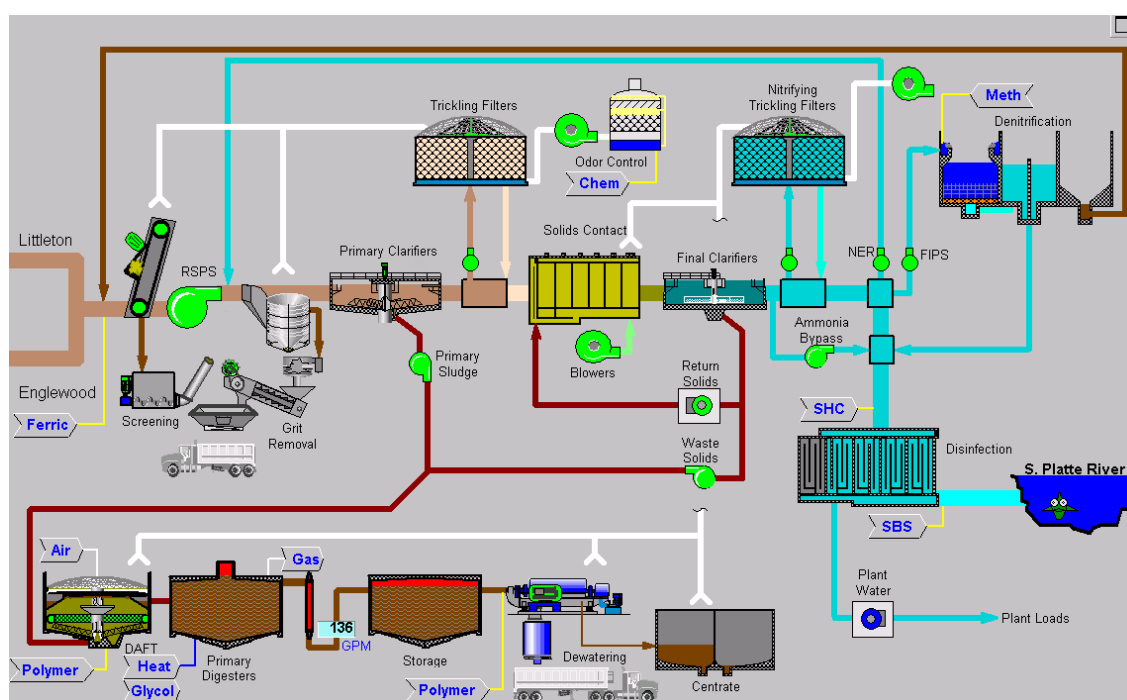 Trickling Filters
Nitrifying
Trickling Filters
Meth
Denitrification
Odor Control
Chem
Littleton
RSPS
Primary Clarifiers
Solids Contact
Final Clarifiers
NER
FIPS
Ammonia
Bypass
Primary
Sludge
Blowers
Return
Solids
Englewood
Ferric
Screening
Grit
Removal
SHC
Waste
Solids
Disinfection
S. Platte River
SBS
Air
Gas
Plant
Water
Plant Loads
136
GPM
DAFT
Polymer
Heat
Glycol
Primary
Digesters
Storage
Polymer
Dewatering
Centrate